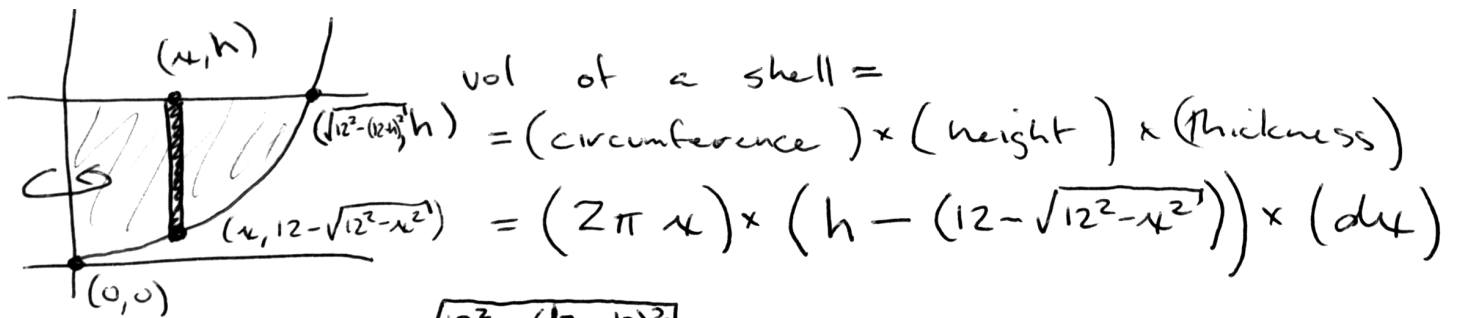 (x,h)
vol of a shell =
(√(12²-(12-h)²), h)
= (circumference) × (height) × (thickness)
(x, 12-√(12²-x²))
= (2π x) × (h - (12-√(12²-x²))) × (dx)
(0,0)